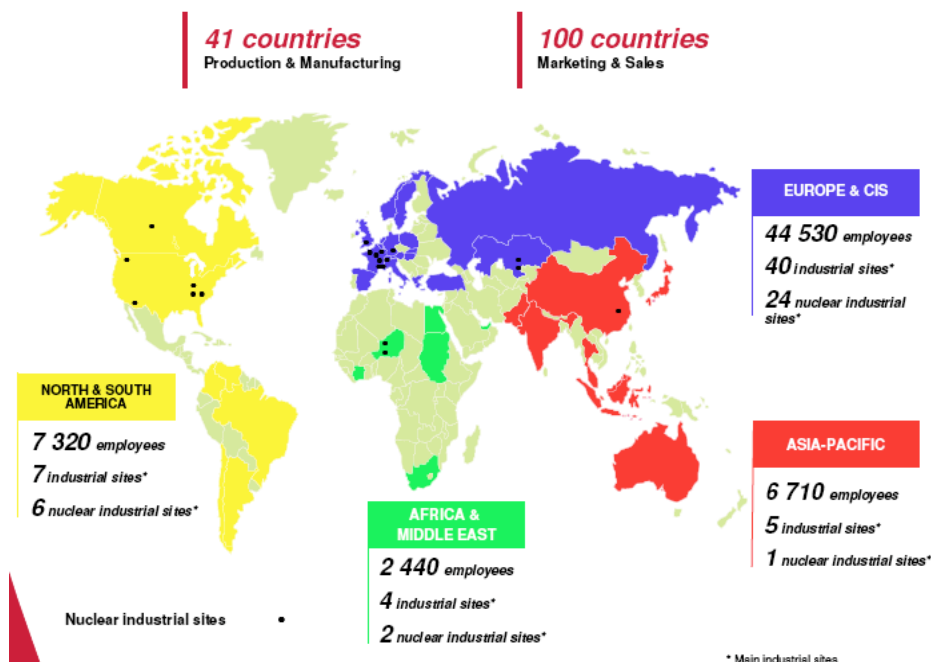 41 countries
Production & Manufacturing
100 countries
Marketing & Sales
EUROPE & CIS
44 530 employees
40 industrial sites*
24 nuclear industrial
sites*
NORTH & SOUTH
AMERICA
7 320 employees
7 industrial sites*
6 nuclear industrial sites*
AFRICA &
MIDDLE EAST
2 440 employees
4 industrial sites*
2 nuclear industrial sites*
ASIA-PACIFIC
6 710 employees
5 industrial sites*
1 nuclear industrial sites*
Nuclear industrial sites
* Main industrial sites